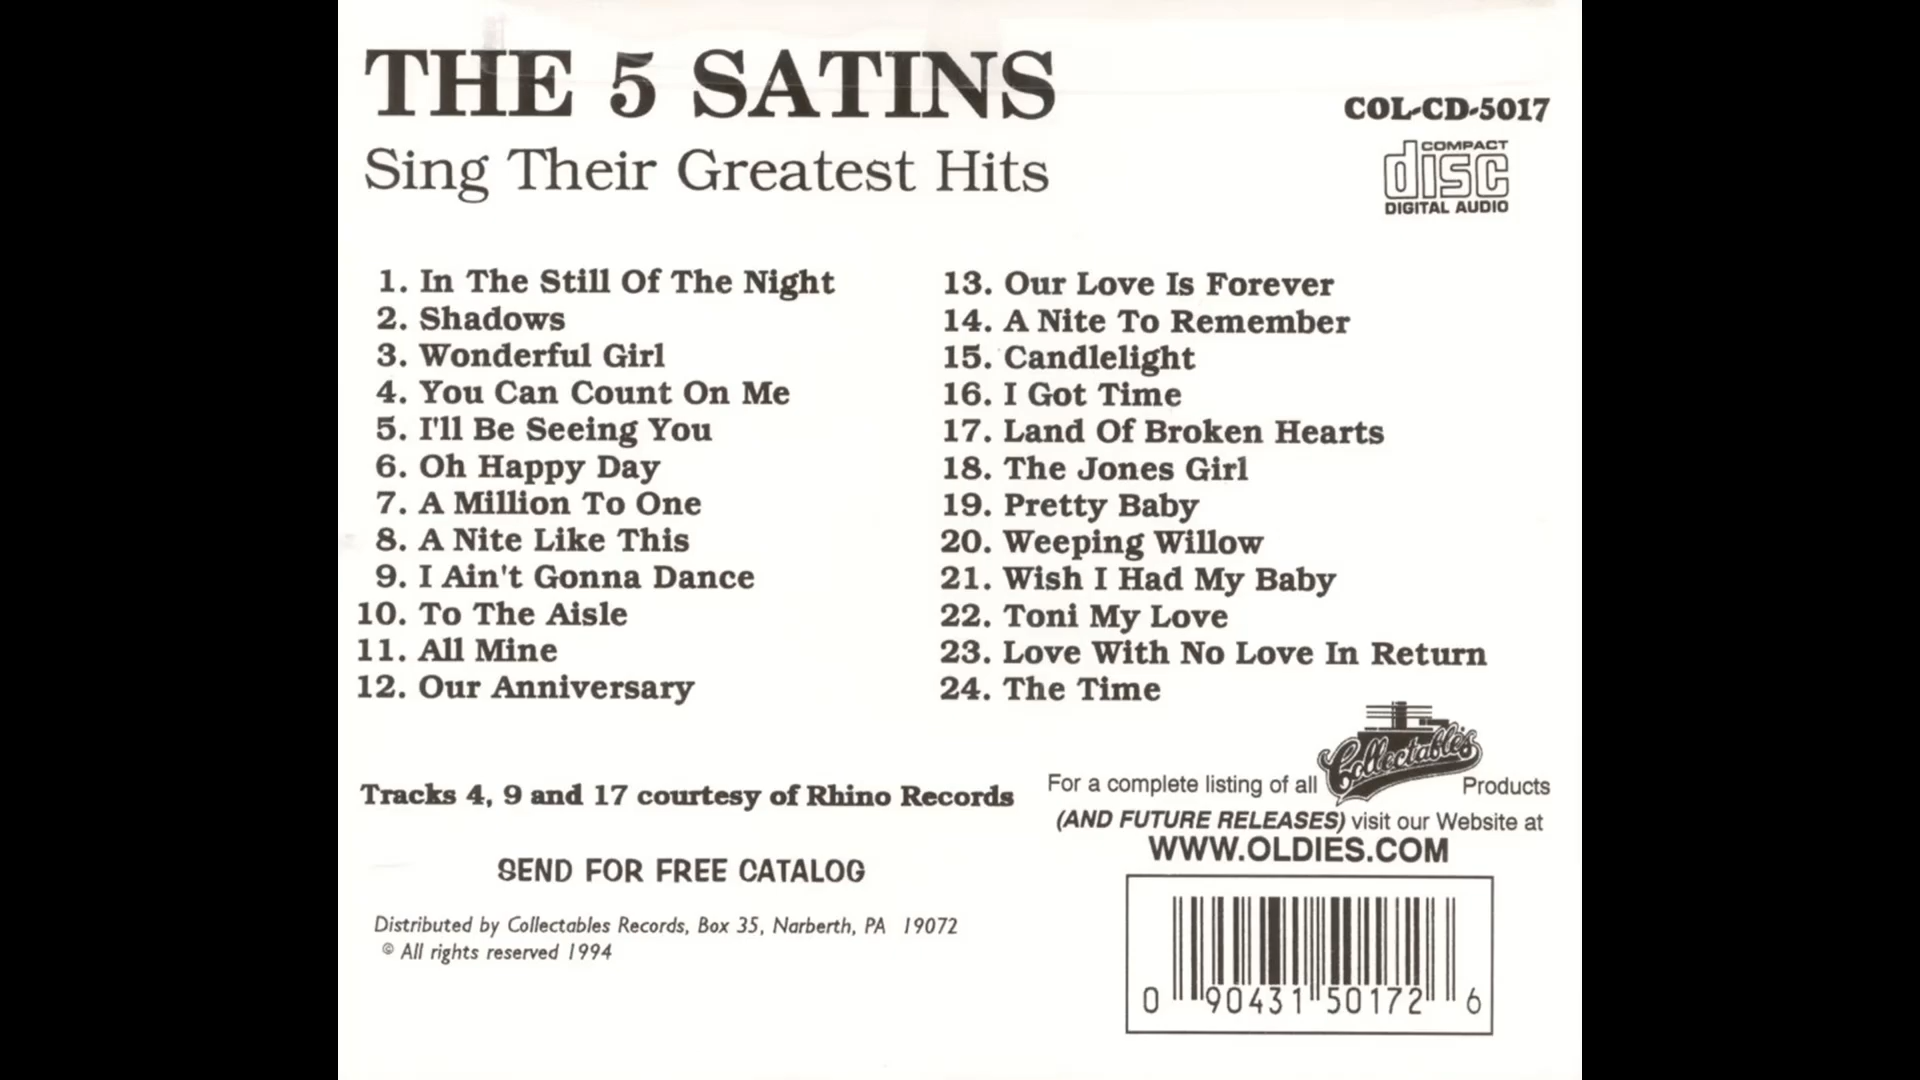 THE 5 SATINS
Sing Their Greatest Hits
COL-CD-5017
COMPACT
disc
DIGITAL AUDIO
1. In The Still Of The Night
2. Shadows
3. Wonderful Girl
4. You Can Count On Me
5. I'll Be Seeing You
6. Oh Happy Day
7. A Million To One
8. A Nite Like This
9. I Ain't Gonna Dance
10. To The Aisle
11. All Mine
12. Our Anniversary
13. Our Love Is Forever
14. A Nite To Remember
15. Candlelight
16. I Got Time
17. Land Of Broken Hearts
18. The Jones Girl
19. Pretty Baby
20. Weeping Willow
21. Wish I Had My Baby
22. Toni My Love
23. Love With No Love In Return
24. The Time
Tracks 4, 9 and 17 courtesy of Rhino Records
SEND FOR FREE CATALOG
Distributed by Collectables Records, Box 35, Narberth, PA 19072
© All rights reserved 1994
For a complete listing of all Collectables Products
(AND FUTURE RELEASES) visit our Website at
WWW.OLDIES.COM
0 90431 50172 6